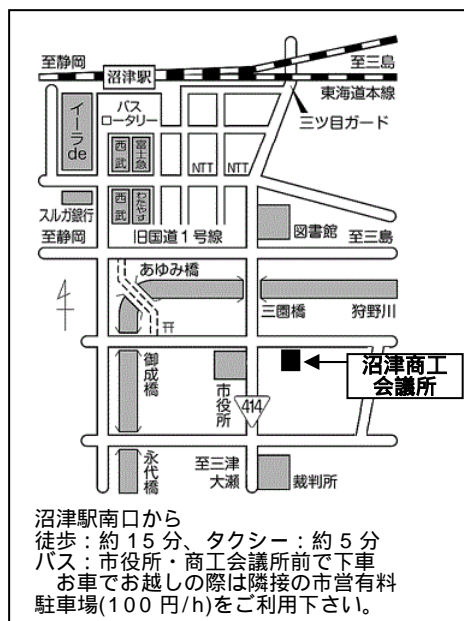 至静岡
沼津駅
至三島
東海道本線
イーラ
de
バス
ロータリー
三ツ目ガード
西武
富士急
NTT
NTT
西武
わたやす
スルガ銀行
至静岡
旧国道1号線
図書館
至三島
あゆみ橋
三園橋
狩野川
御成橋
市役所
414
沼津商工
会議所
永代橋
至三津
大瀬
裁判所
沼津駅南口から
徒歩：約15分、タクシー：約5分
バス：市役所・商工会議所前で下車
お車でお越しの際は隣接の市営有料
駐車場(100円/h)をご利用下さい。